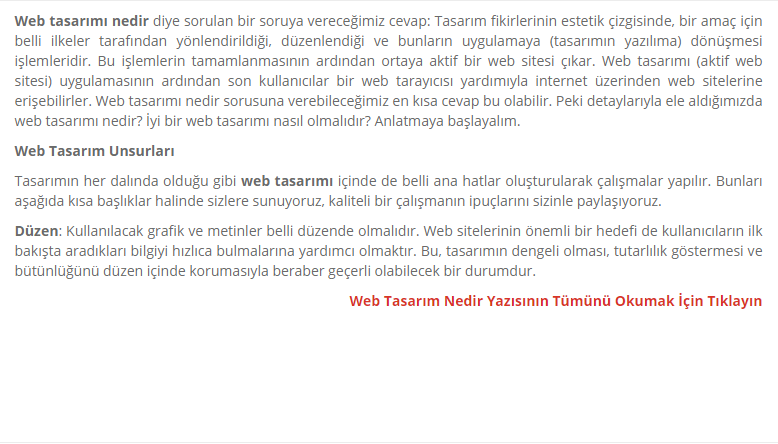 Web tasarımı nedir diye sorulan bir soruya vereceğimiz cevap: Tasarım fikirlerinin estetik çizgisinde, bir amaç için
belli ilkeler tarafından yönlendirildiği, düzenlendiği ve bunların uygulamaya (tasarımın yazılıma) dönüşmesi
işlemleridir. Bu işlemlerin tamamlanmasının ardından ortaya aktif bir web sitesi çıkar. Web tasarımı (aktif web
sitesi) uygulamasının ardından son kullanıcılar bir web tarayıcısı yardımıyla internet üzerinden web sitelerine
erişebilirler. Web tasarımı nedir sorusuna verebileceğimiz en kısa cevap bu olabilir. Peki detaylarıyla ele aldığımızda
web tasarımı nedir? İyi bir web tasarımı nasıl olmalıdır? Anlatmaya başlayalım.
Web Tasarım Unsurları
Tasarımın her dalında olduğu gibi web tasarımı içinde de belli ana hatlar oluşturularak çalışmalar yapılır. Bunları
aşağıda kısa başlıklar halinde sizlere sunuyoruz, kaliteli bir çalışmanın ipuçlarını sizinle paylaşıyoruz.
Düzen: Kullanılacak grafik ve metinler belli düzende olmalıdır. Web sitelerinin önemli bir hedefi de kullanıcıların ilk
bakışta aradıkları bilgiyi hızlıca bulmalarına yardımcı olmaktır. Bu, tasarımın dengeli olması, tutarlılık göstermesi ve
bütünlüğünü düzen içinde korumasıyla beraber geçerli olabilecek bir durumdur.
Web Tasarım Nedir Yazısının Tümünü Okumak İçin Tıklayın